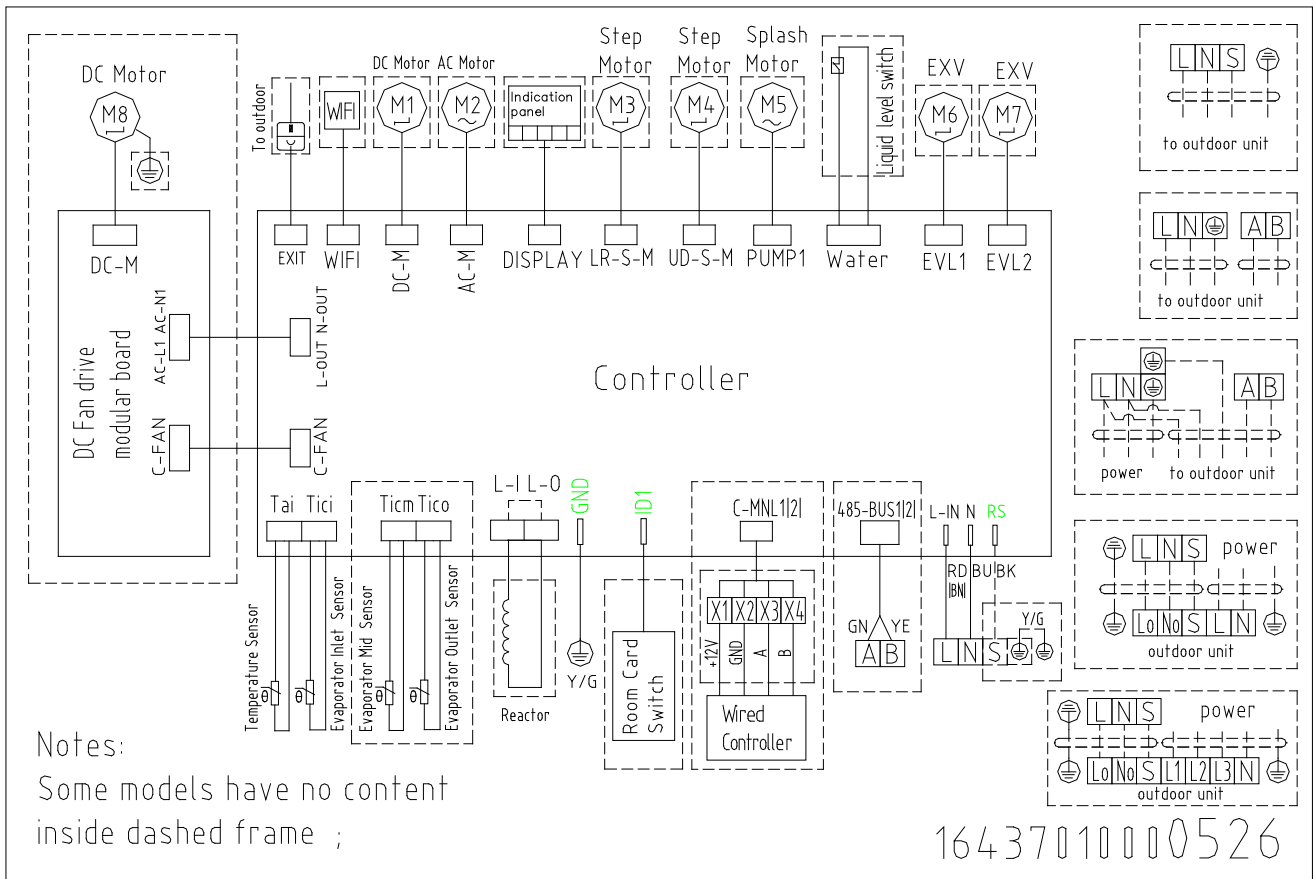 DC Motor
M8
DC-M
AC-L1 AC-N1
C-FAN
DC Fan drive
modular board
To outdoor
EXIT
WIFI
WIFI
DC Motor
M1
DC-M
AC Motor
M2
AC-M
Indication
panel
DISPLAY
Step
Motor
M3
LR-S-M
Step
Motor
M4
UD-S-M
Splash
Motor
M5
PUMP1
Liquid level switch
Water
EXV
M6
EVL1
EXV
M7
EVL2
L-OUT N-OUT
C-FAN
Controller
Tai Tici
Temperature Sensor
Evaporator Inlet Sensor
θ θ
Ticm Tico
Evaporator Mid Sensor
Evaporator Outlet Sensor
θ θ
L-I L-O
Reactor
GND
Y/G
ID1
Room Card
Switch
C-MNL1|2|
X1 X2 X3 X4
+12V
GND
A
B
Wired
Controller
485-BUS1|2|
GN YE
A B
L-IN N RS
RD BU BK
|BN|
L N S
Y/G
L N S
to outdoor unit
L N A B
to outdoor unit
L N A B
power to outdoor unit
L N S power
Lo No S L N
outdoor unit
L N S power
Lo No S L1 L2 L3 N
outdoor unit
Notes:
Some models have no content
inside dashed frame ;
16437010000526